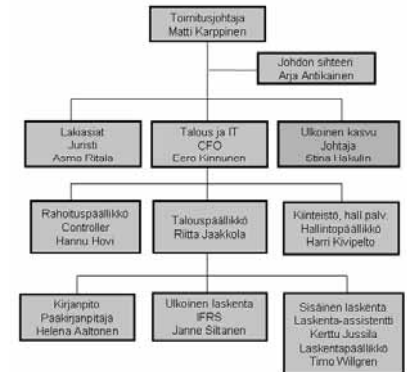 Toimitusjohtaja
Matti Karppinen
Johdon sihteeri
Arja Antikainen
Lakiasiat
Juristi
Asmo Ritala
Talous ja IT
CFO
Eero Kinnunen
Ulkoinen kasvu
Johtaja
Stina Hakulin
Rahoituspäällikkö
Controller
Hannu Hovi
Talouspäällikkö
Riitta Jaakkola
Kiinteistö, hall palv.
Hallintopäällikkö
Harri Kivipelto
Kirjanpito
Pääkirjanpitäjä
Helena Aaltonen
Ulkoinen laskenta
IFRS
Janne Siltanen
Sisäinen laskenta
Laskenta-assistentti
Kerttu Jussila
Laskentapäällikkö
Timo Willgren